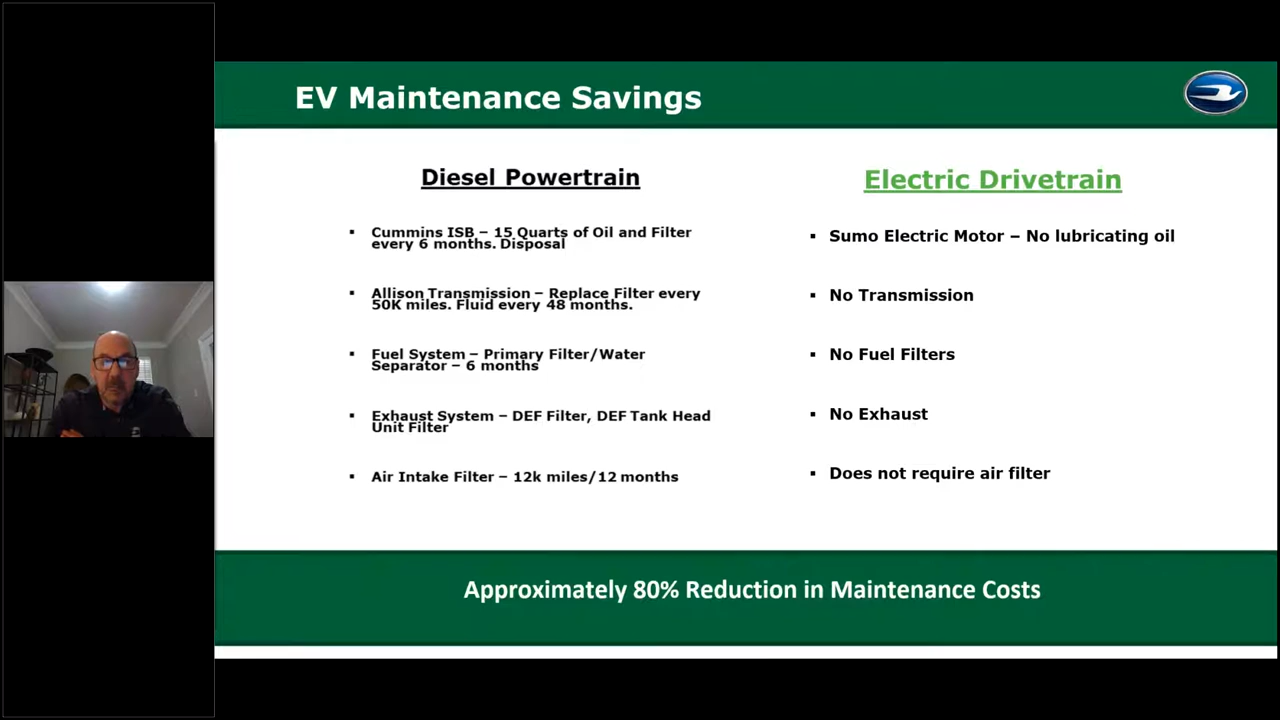 EV Maintenance Savings
Diesel Powertrain
▪ Cummins ISB – 15 Quarts of Oil and Filter
every 6 months. Disposal
▪ Allison Transmission – Replace Filter every
50K miles. Fluid every 48 months.
▪ Fuel System – Primary Filter/Water
Separator – 6 months
▪ Exhaust System – DEF Filter, DEF Tank Head
Unit Filter
▪ Air Intake Filter – 12k miles/12 months
Electric Drivetrain
▪ Sumo Electric Motor – No lubricating oil
▪ No Transmission
▪ No Fuel Filters
▪ No Exhaust
▪ Does not require air filter
Approximately 80% Reduction in Maintenance Costs